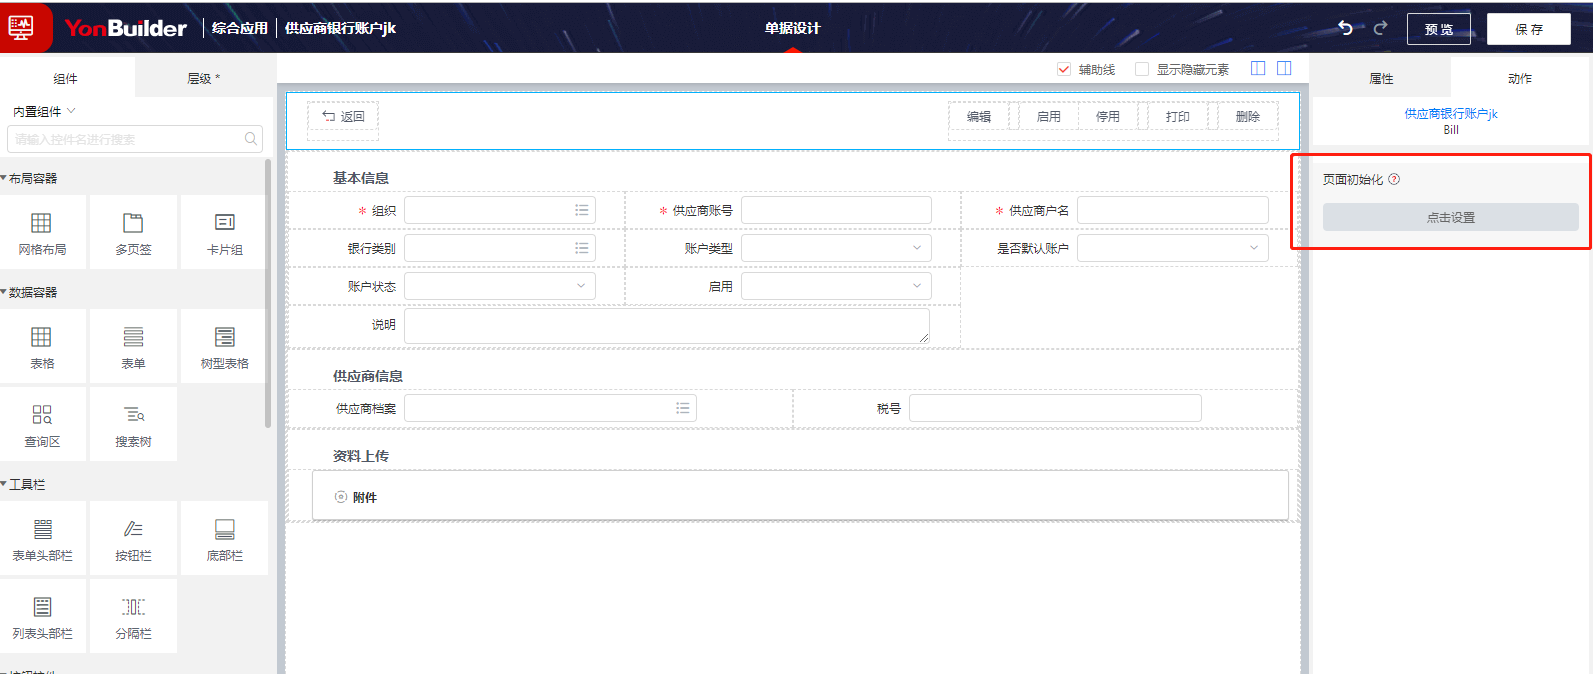 YonBuilder 综合应用 供应商银行账户jk 单据设计 预览 保存
组件 层级 * 辅助线 显示隐藏元素 属性 动作
内置组件
请输入控件名进行搜索
返回 编辑 启用 停用 打印 删除
供应商银行账户jk
Bill
布局容器
网格布局 多页签 卡片组
数据容器
表格 表单 树型表格
查询区 搜索树
工具栏
表单头部栏 按钮栏 底部栏
列表头部栏 分隔栏
基本信息
* 组织 * 供应商账号 * 供应商户名
银行类别 账户类型 是否默认账户
账户状态 启用
说明
供应商信息
供应商档案 税号
资料上传
附件
页面初始化 ?
点击设置